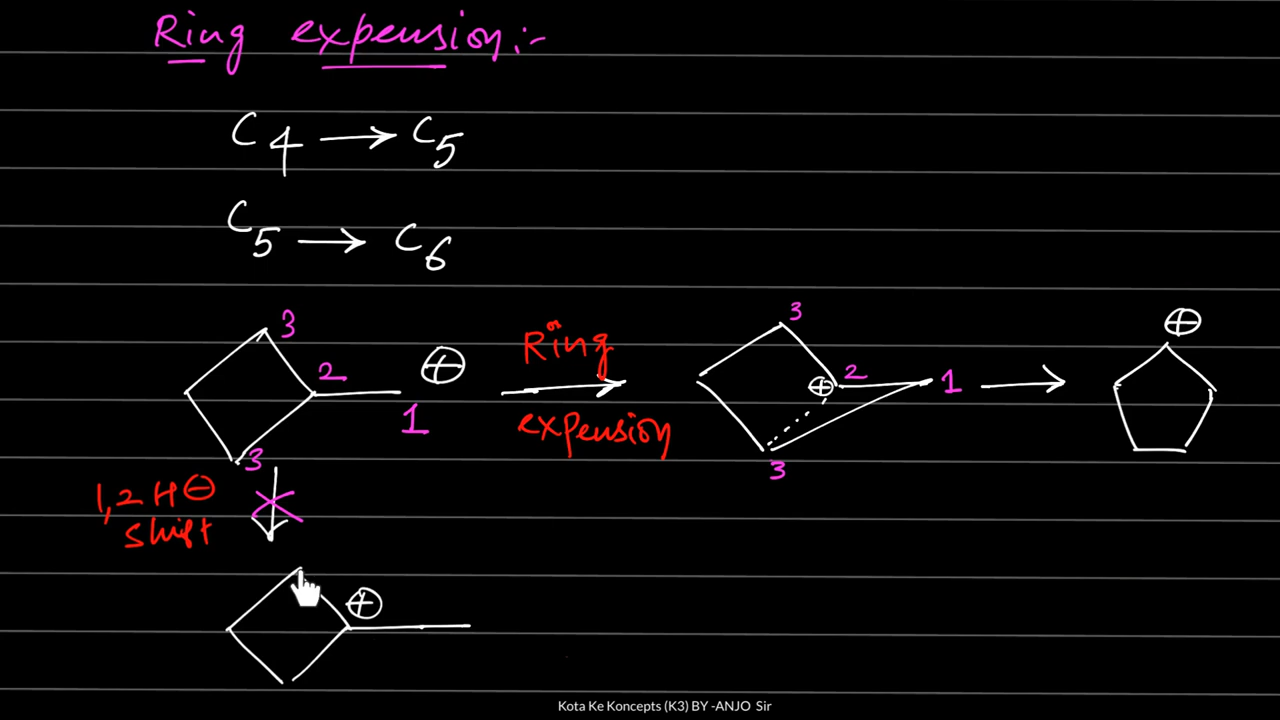 Ring expension:-
C4 → C5
C5 → C6
3
2
⊕
1
3
Ring
expension
3
⊕
2
1
3
⊕
1,2 H⊖
shift
⊕
Kota Ke Koncepts (K3) BY -ANJO Sir